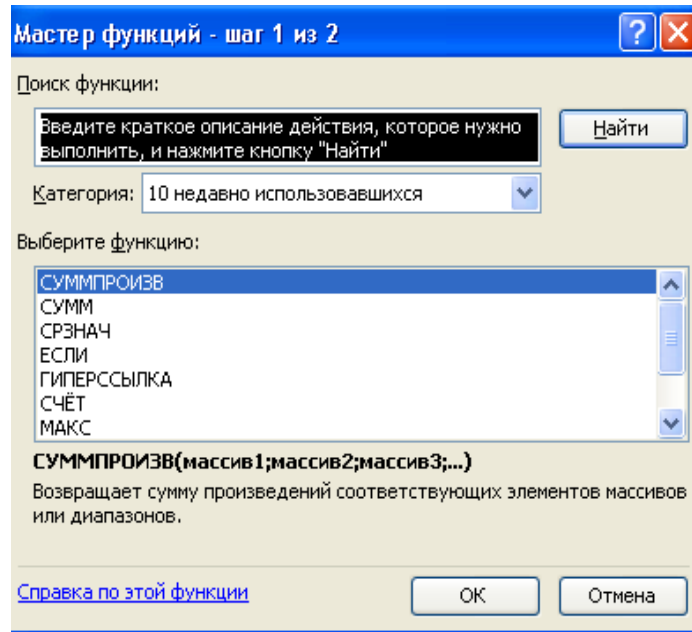 Мастер функций - шаг 1 из 2
Поиск функции:
Введите краткое описание действия, которое нужно
выполнить, и нажмите кнопку "Найти"
Найти
Категория: 10 недавно использовавшихся
Выберите функцию:
СУММПРОИЗВ
СУММ
СРЗНАЧ
ЕСЛИ
ГИПЕРССЫЛКА
СЧЁТ
МАКС
СУММПРОИЗВ(массив1;массив2;массив3;...)
Возвращает сумму произведений соответствующих элементов массивов
или диапазонов.
Справка по этой функции
ОК
Отмена